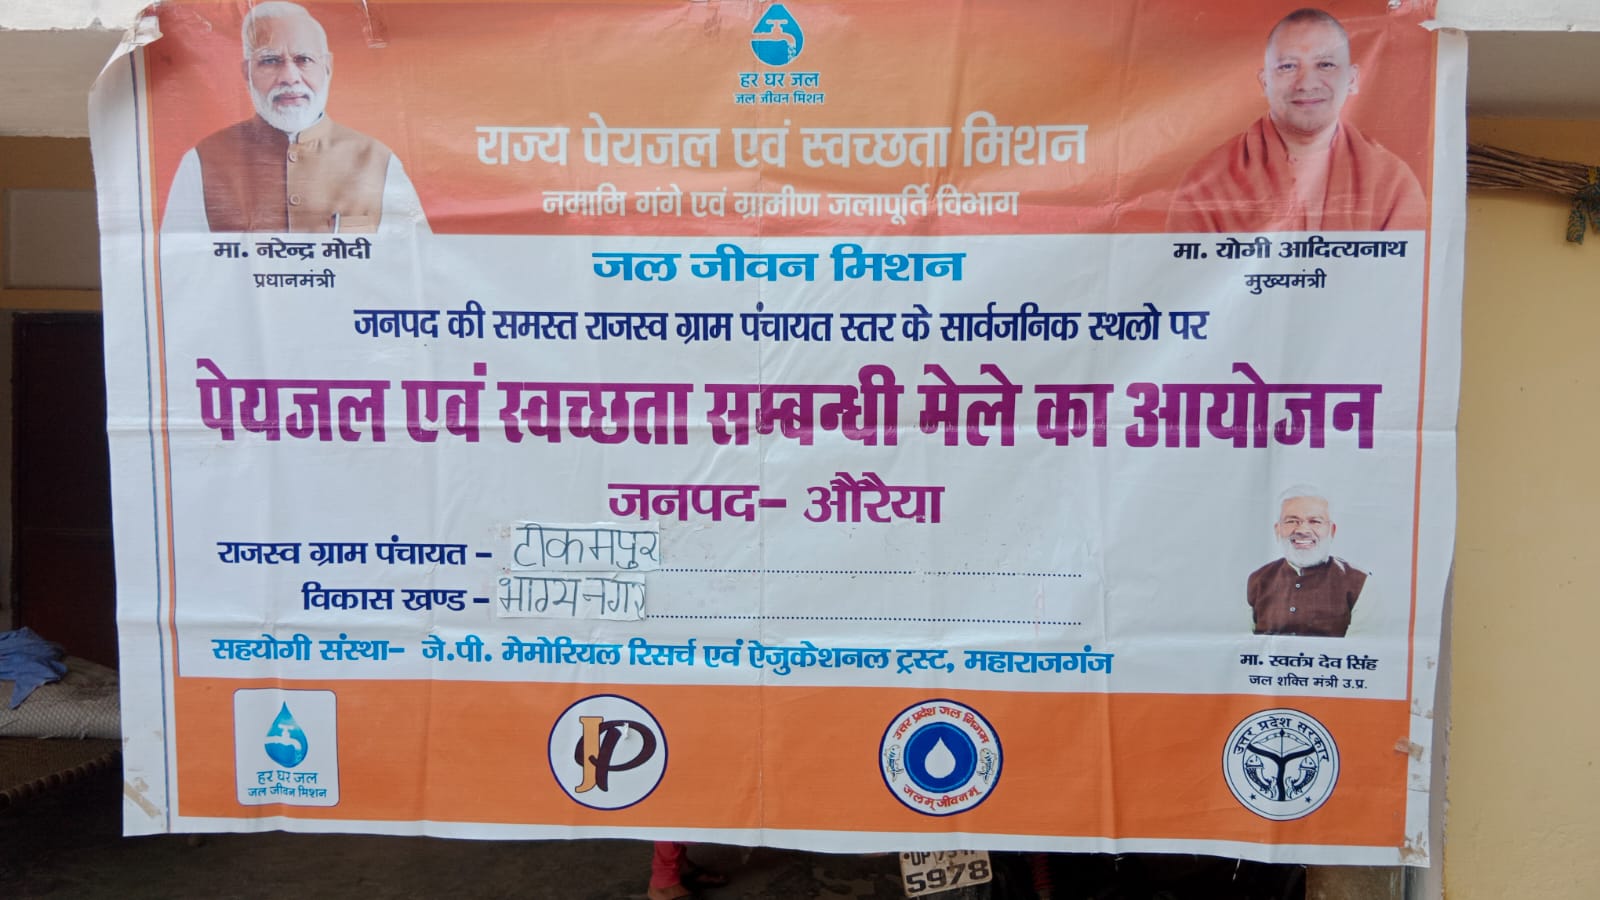 हर घर जल
जल जीवन मिशन
राज्य पेयजल एवं स्वच्छता मिशन
नमामि गंगे एवं ग्रामीण जलापूर्ति विभाग
मा. नरेन्द्र मोदी
प्रधानमंत्री
मा. योगी आदित्यनाथ
मुख्यमंत्री
जल जीवन मिशन
जनपद की समस्त राजस्व ग्राम पंचायत स्तर के सार्वजनिक स्थलो पर
पेयजल एवं स्वच्छता सम्बन्धी मेले का आयोजन
जनपद- औरैया
राजस्व ग्राम पंचायत - टीकमपुर
विकास खण्ड - भाग्यनगर
सहयोगी संस्था- जे.पी. मेमोरियल रिसर्च एवं ऐजुकेशनल ट्रस्ट, महाराजगंज
मा. स्वतंत्र देव सिंह
जल शक्ति मंत्री उ.प्र.
हर घर जल
जल जीवन मिशन
JP
उत्तर प्रदेश जल निगम
जलम् जीवनम्
उत्तर प्रदेश सरकार
5978